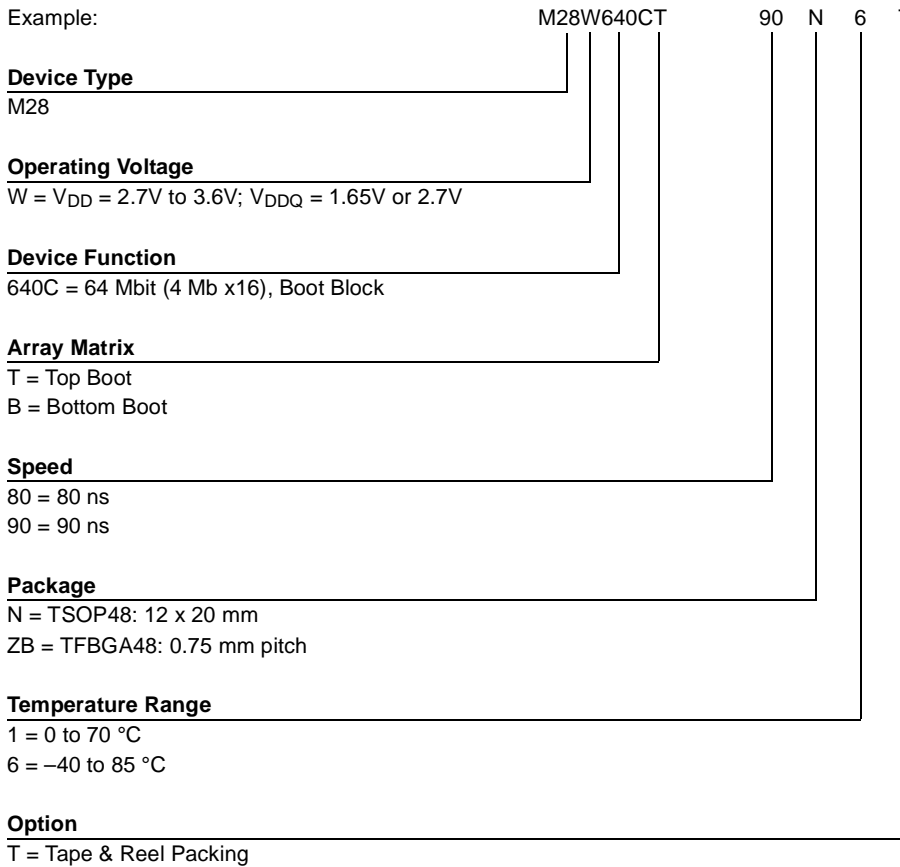 Example: M28W640CT 90 N 6
Device Type
M28
Operating Voltage
W = VDD = 2.7V to 3.6V; VDDQ = 1.65V or 2.7V
Device Function
640C = 64 Mbit (4 Mb x16), Boot Block
Array Matrix
T = Top Boot
B = Bottom Boot
Speed
80 = 80 ns
90 = 90 ns
Package
N = TSOP48: 12 x 20 mm
ZB = TFBGA48: 0.75 mm pitch
Temperature Range
1 = 0 to 70 °C
6 = –40 to 85 °C
Option
T = Tape & Reel Packing